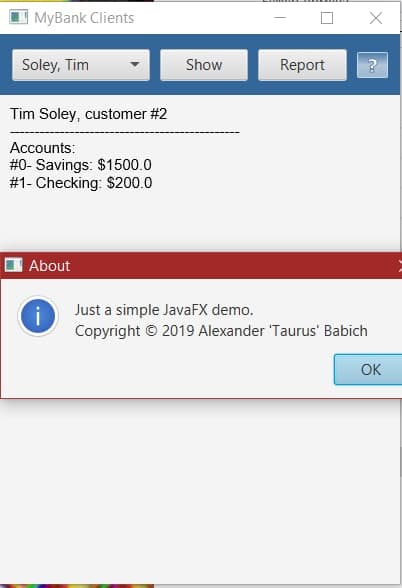 MyBank Clients
Soley, Tim
Show
Report
?
Tim Soley, customer #2
----------------------------------------------
Accounts:
#0- Savings: $1500.0
#1- Checking: $200.0
About
Just a simple JavaFX demo.
Copyright © 2019 Alexander 'Taurus' Babich
OK